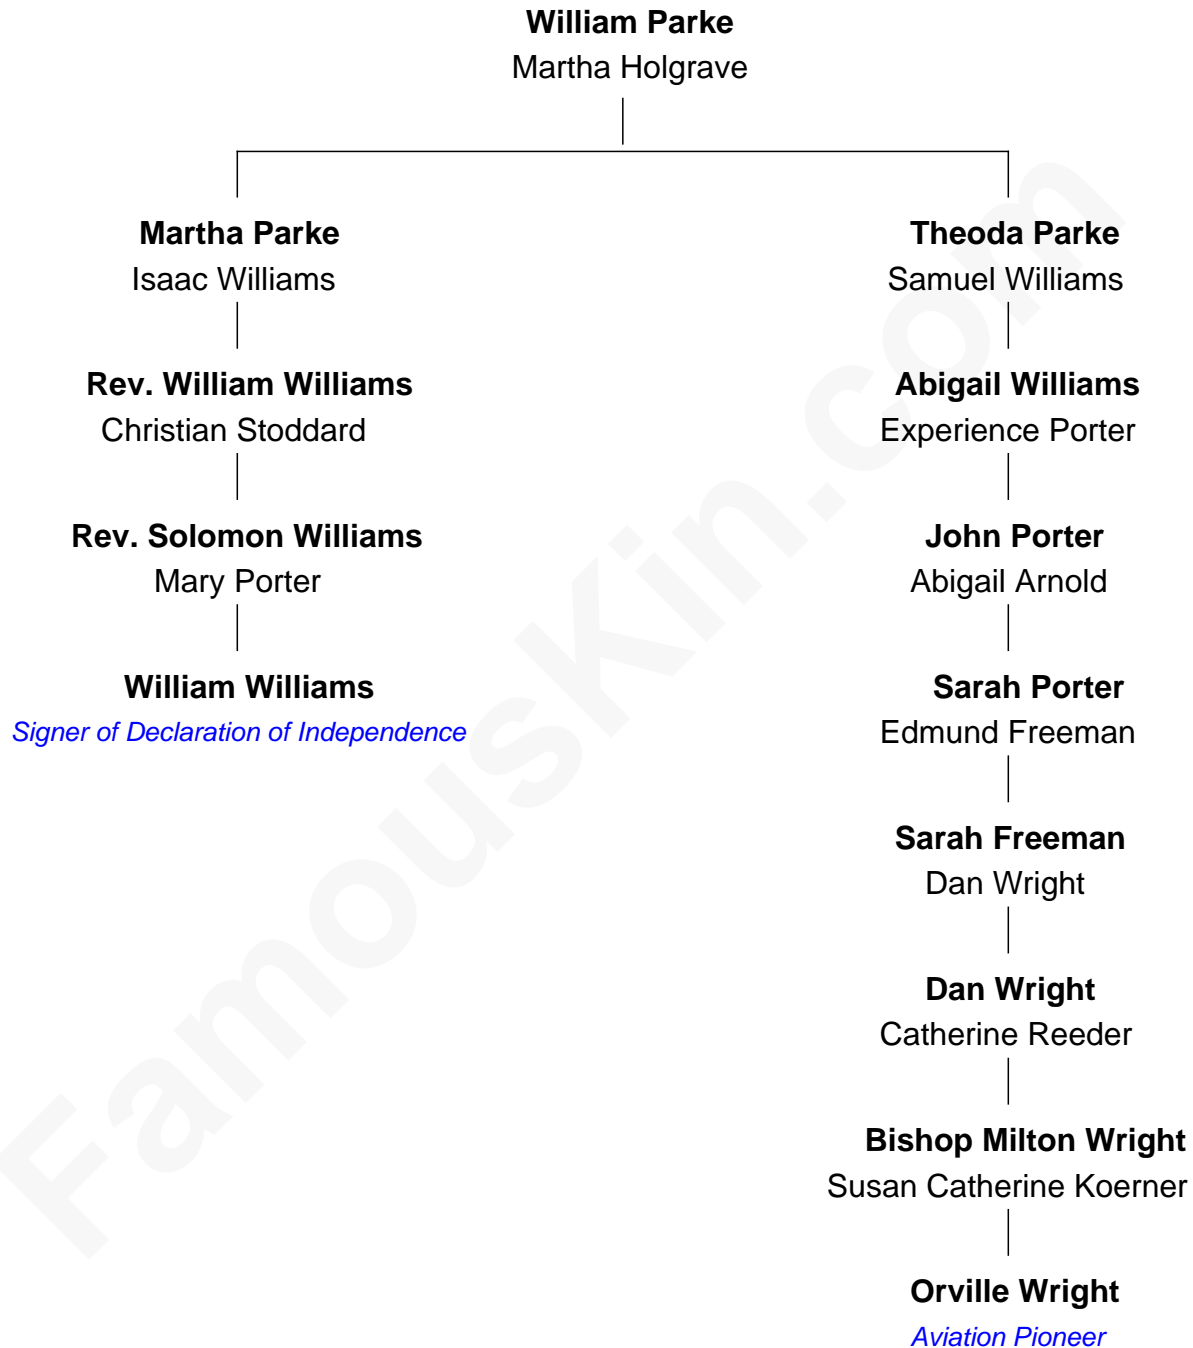 William Parke
Martha Holgrave
Martha Parke
Isaac Williams
Theoda Parke
Samuel Williams
Rev. William Williams
Christian Stoddard
Abigail Williams
Experience Porter
Rev. Solomon Williams
Mary Porter
John Porter
Abigail Arnold
William Williams
Signer of Declaration of Independence
Sarah Porter
Edmund Freeman
Sarah Freeman
Dan Wright
Dan Wright
Catherine Reeder
Bishop Milton Wright
Susan Catherine Koerner
Orville Wright
Aviation Pioneer
FamousKin.com